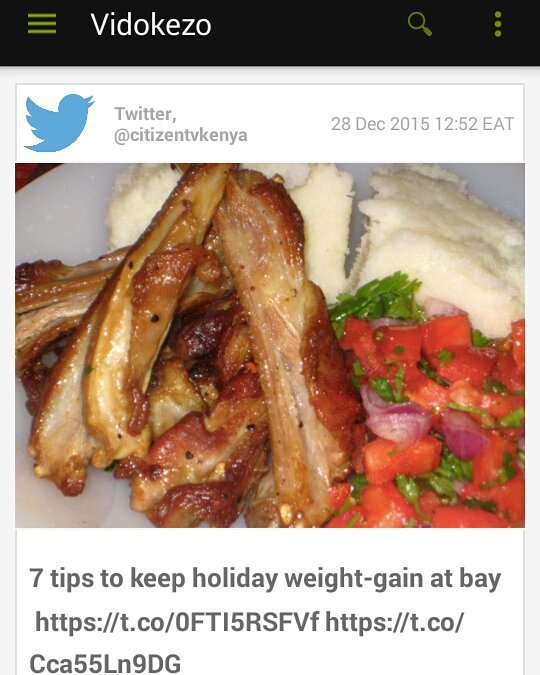 Vidokezo
Twitter,
@citizentvkenya
28 Dec 2015 12:52 EAT
7 tips to keep holiday weight-gain at bay
https://t.co/0FTI5RSFVf https://t.co/
Cca55Ln9DG